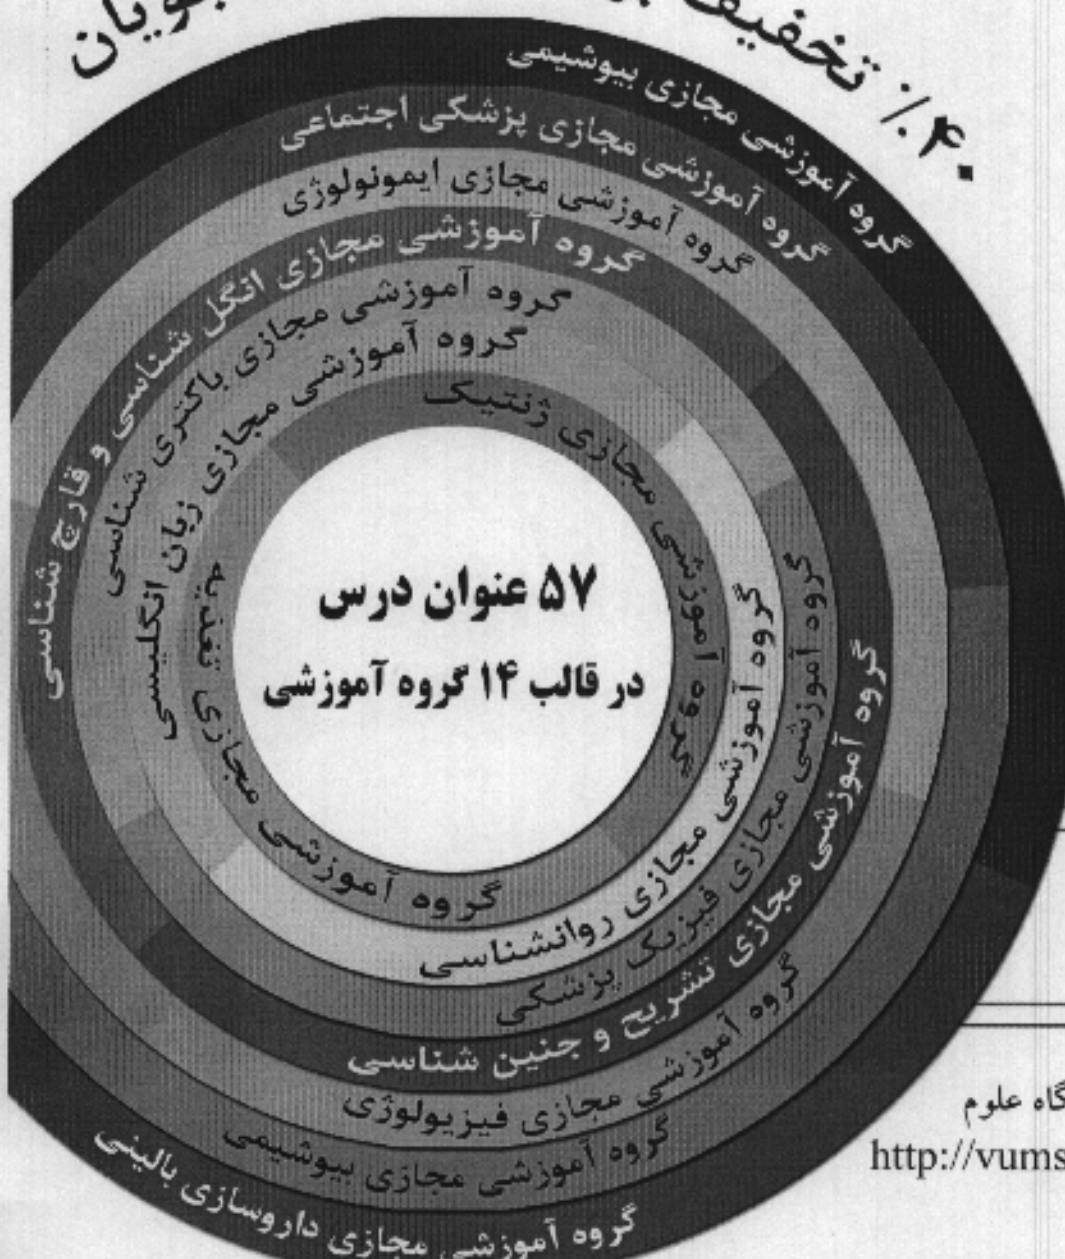 ۴۰٪ تخفیف
گروه آموزشی مجازی بیوشیمی
گروه آموزشی مجازی پزشکی اجتماعی
گروه آموزشی مجازی ایمونولوژی
گروه آموزشی مجازی انگل شناسی و قارچ شناسی
گروه آموزشی مجازی باکتری شناسی
گروه آموزشی مجازی زبان انگلیسی
گروه آموزشی مجازی ژنتیک
۵۷ عنوان درس
در قالب ۱۴ گروه آموزشی
گروه آموزشی مجازی تغذیه
گروه آموزشی مجازی روانشناسی
گروه آموزشی مجازی فیزیک پزشکی
گروه آموزشی مجازی تشریح و جنین شناسی
گروه آموزشی مجازی فیزیولوژی
گروه آموزشی مجازی بیوشیمی
گروه آموزشی مجازی داروسازی بالینی
گاه علوم
http://vums